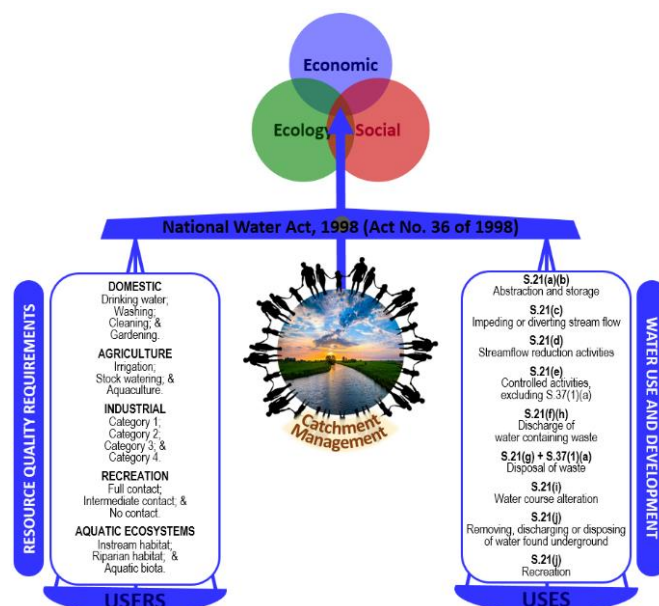 Economic
Ecology
Social
National Water Act, 1998 (Act No. 36 of 1998)
RESOURCE QUALITY REQUIREMENTS
DOMESTIC
Drinking water;
Washing;
Cleaning; &
Gardening.
AGRICULTURE
Irrigation;
Stock watering; &
Aquaculture.
INDUSTRIAL
Category 1;
Category 2;
Category 3; &
Category 4.
RECREATION
Full contact;
Intermediate contact; &
No contact.
AQUATIC ECOSYSTEMS
Instream habitat;
Riparian habitat; &
Aquatic biota.
USERS
Catchment
Management
S.21(a)(b)
Abstraction and storage
S.21(c)
Impeding or diverting stream flow
S.21(d)
Streamflow reduction activities
S.21(e)
Controlled activities,
excluding S.37(1)(a)
S.21(f)(h)
Discharge of
water containing waste
S.21(g) + S.37(1)(a)
Disposal of waste
S.21(i)
Water course alteration
S.21(j)
Removing, discharging or disposing
of water found underground
S.21(j)
Recreation
USES
WATER USE AND DEVELOPMENT